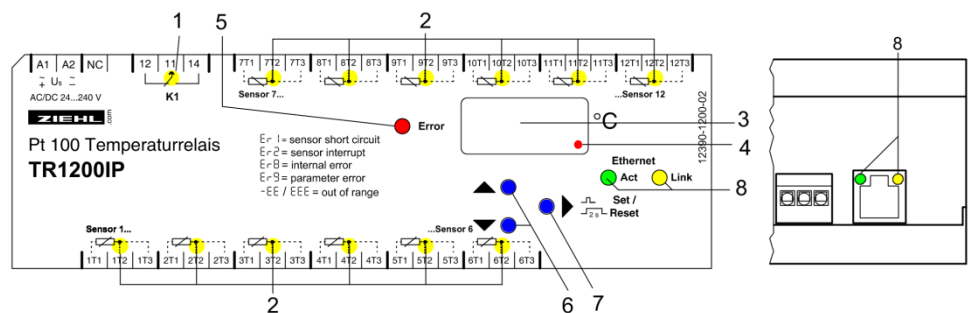 1 5 2 8
A1 A2 NC 12 11 14 7T1 7T2 7T3 8T1 8T2 8T3 9T1 9T2 9T3 10T1 10T2 10T3 11T1 11T2 11T3 12T1 12T2 12T3
~ Us ~
+ −
AC/DC 24...240 V
K1
Sensor 7... ...Sensor 12
ZIEHL.com
Pt 100 Temperaturrelais
TR1200IP
Error
Er1= sensor short circuit
Er2= sensor interrupt
Er8= internal error
Er9= parameter error
-EE / EEE = out of range
°C
3
4
12390-1200-02
Ethernet
Act Link
8
Set /
2 s Reset
Sensor 1... ...Sensor 6
1T1 1T2 1T3 2T1 2T2 2T3 3T1 3T2 3T3 4T1 4T2 4T3 5T1 5T2 5T3 6T1 6T2 6T3
2 6 7